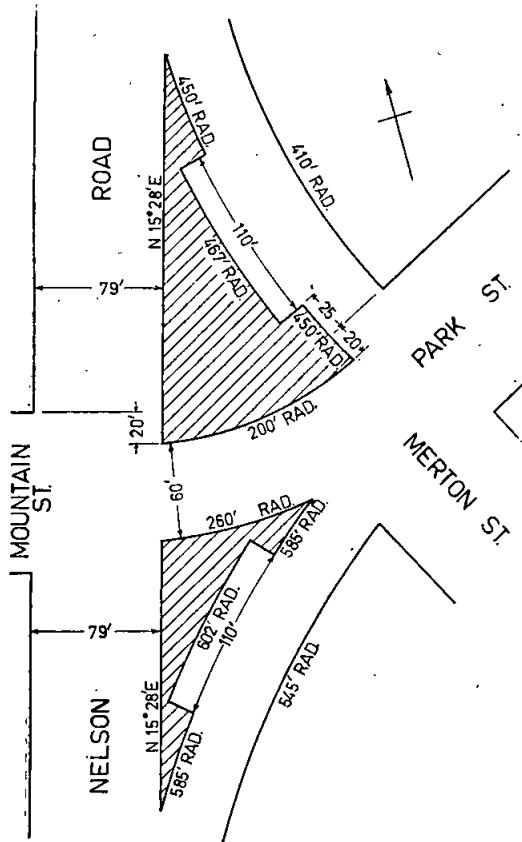 ROAD
N 15°28'E
450' RAD.
410' RAD.
110'
467' RAD.
79'
25
20'
450' RAD.
PARK ST.
20'
200' RAD.
MOUNTAIN
ST.
60'
MERTON ST.
260' RAD.
585' RAD.
79'
602' RAD.
110'
545' RAD.
N 15°28'E
NELSON
585' RAD.